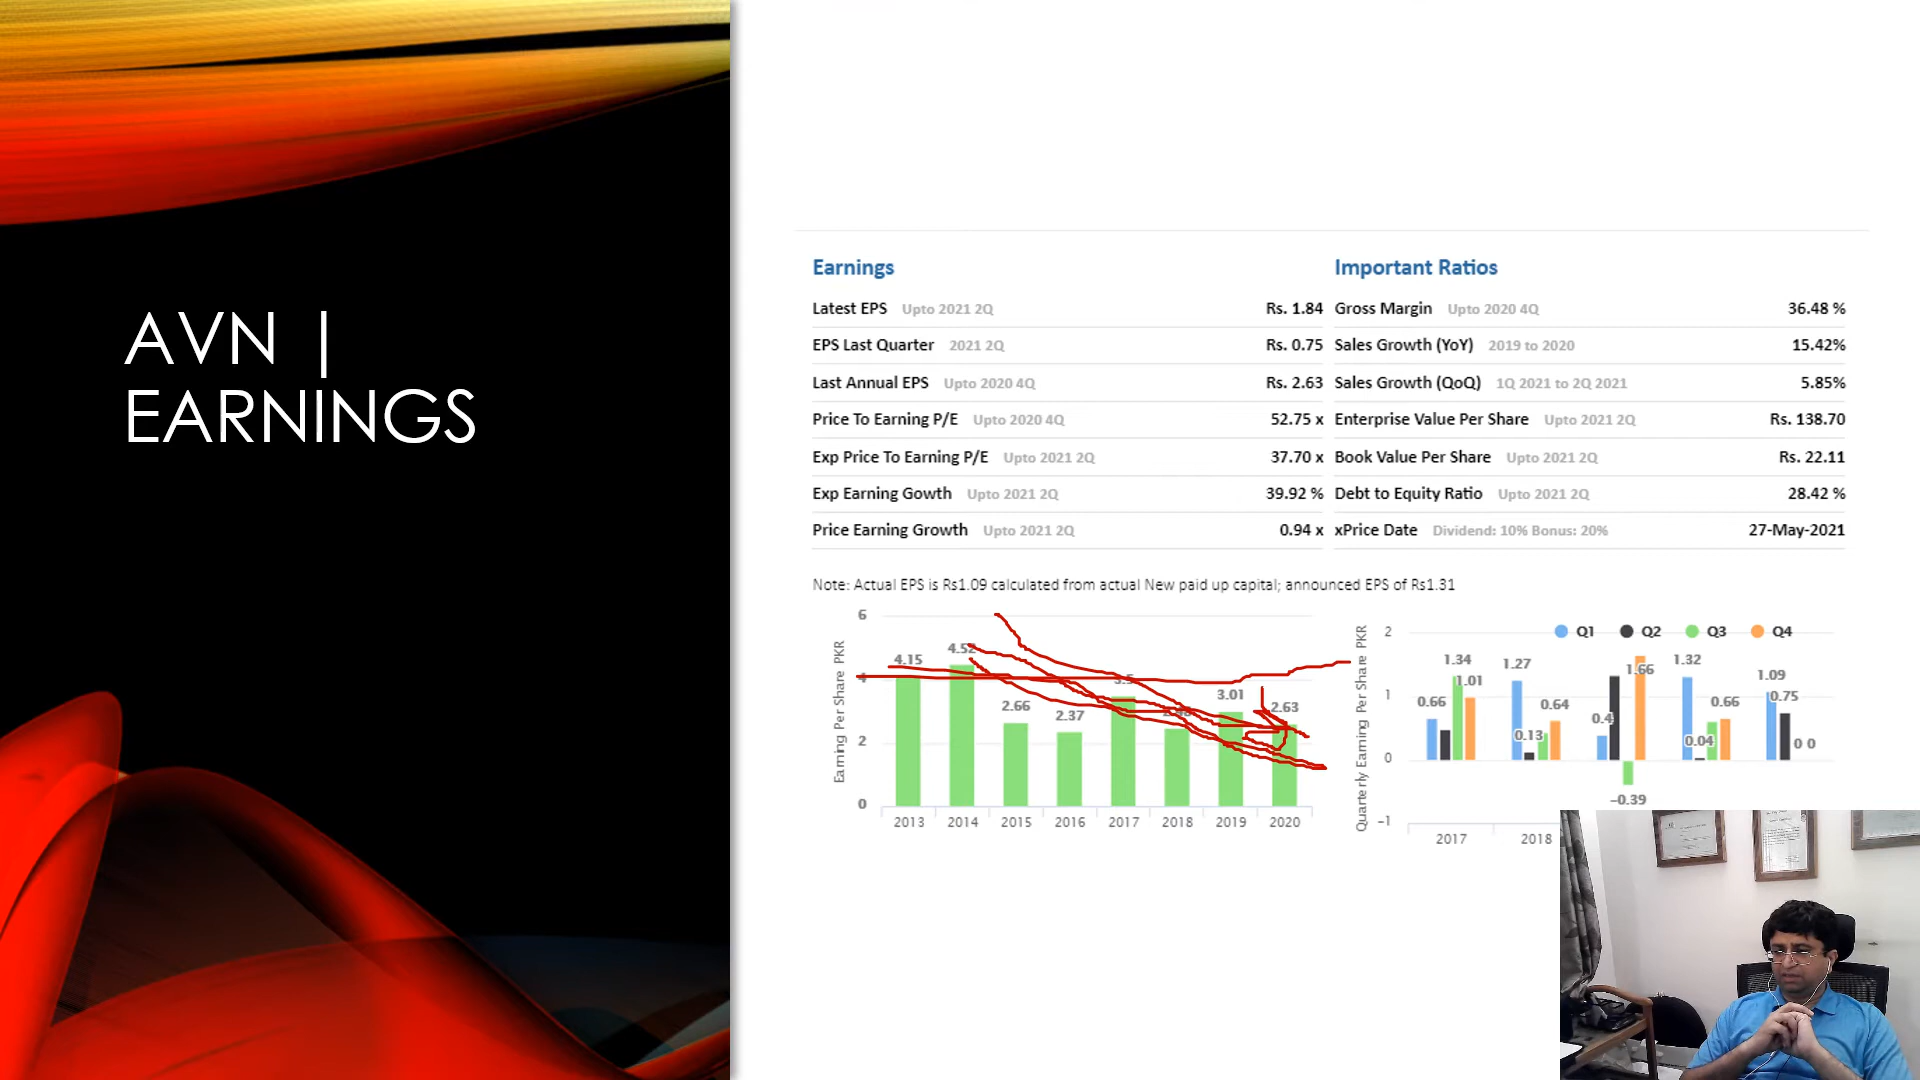 AVN |
EARNINGS
Earnings
Latest EPS Upto 2021 2Q Rs. 1.84
EPS Last Quarter 2021 2Q Rs. 0.75
Last Annual EPS Upto 2020 4Q Rs. 2.63
Price To Earning P/E Upto 2020 4Q 52.75 x
Exp Price To Earning P/E Upto 2021 2Q 37.70 x
Exp Earning Gowth Upto 2021 2Q 39.92 %
Price Earning Growth Upto 2021 2Q 0.94 x
Important Ratios
Gross Margin Upto 2020 4Q 36.48 %
Sales Growth (YoY) 2019 to 2020 15.42%
Sales Growth (QoQ) 1Q 2021 to 2Q 2021 5.85%
Enterprise Value Per Share Upto 2021 2Q Rs. 138.70
Book Value Per Share Upto 2021 2Q Rs. 22.11
Debt to Equity Ratio Upto 2021 2Q 28.42 %
xPrice Date Dividend: 10% Bonus: 20% 27-May-2021
Note: Actual EPS is Rs1.09 calculated from actual New paid up capital; announced EPS of Rs1.31
Earning Per Share PKR
6
4
2
0
4.15
4.52
2.66
2.37
3.01
2.63
2013 2014 2015 2016 2017 2018 2019 2020
Quarterly Earning Per Share PKR
Q1 Q2 Q3 Q4
2
1
0
-1
0.66 1.34 1.01
1.27 0.13 0.64
0.4 -0.39 1.66
1.32 0.04 0.66
1.09 0.75 0 0
2017 2018